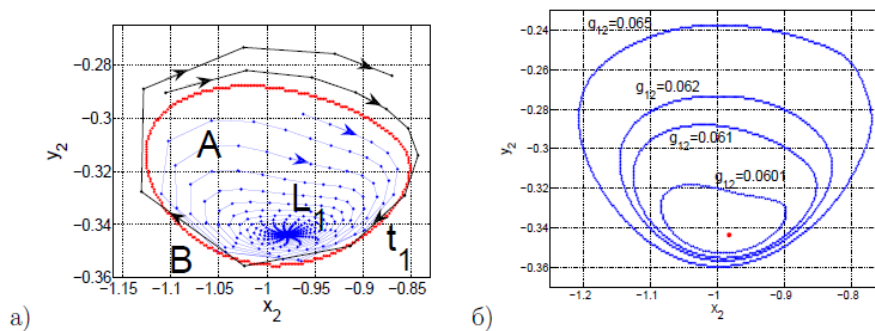 −0.28
−0.3
−0.32
−0.34
−0.36
y₂
A
L₁
B
t₁
−1.15 −1.1 −1.05 −1 −0.95 −0.9 −0.85
x₂
а)
−0.24
−0.26
−0.28
−0.3
−0.32
−0.34
−0.36
y₂
g₁₂=0.065
g₁₂=0.062
g₁₂=0.061
g₁₂=0.0601
−1.2 −1.1 −1 −0.9 −0.8
x₂
б)